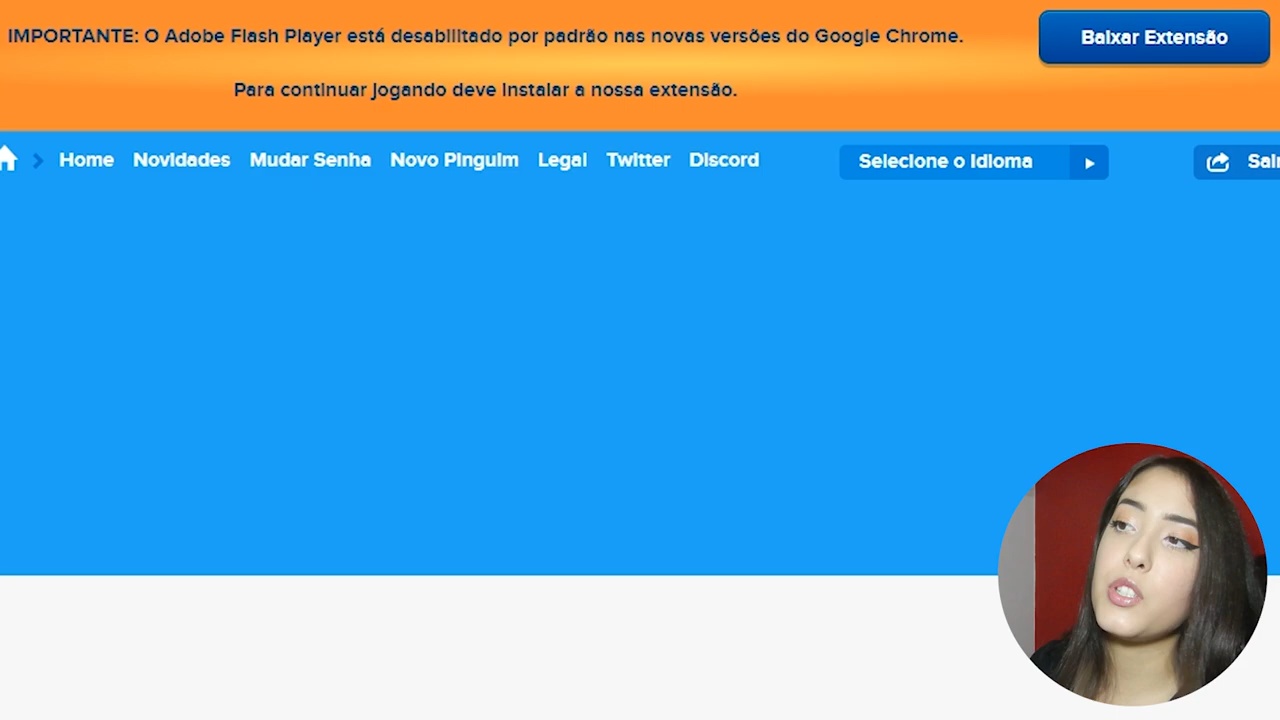 IMPORTANTE: O Adobe Flash Player está desabilitado por padrão nas novas versões do Google Chrome.
Baixar Extensão
Para continuar jogando deve instalar a nossa extensão.
Home Novidades Mudar Senha Novo Pinguim Legal Twitter Discord Selecione o Idioma